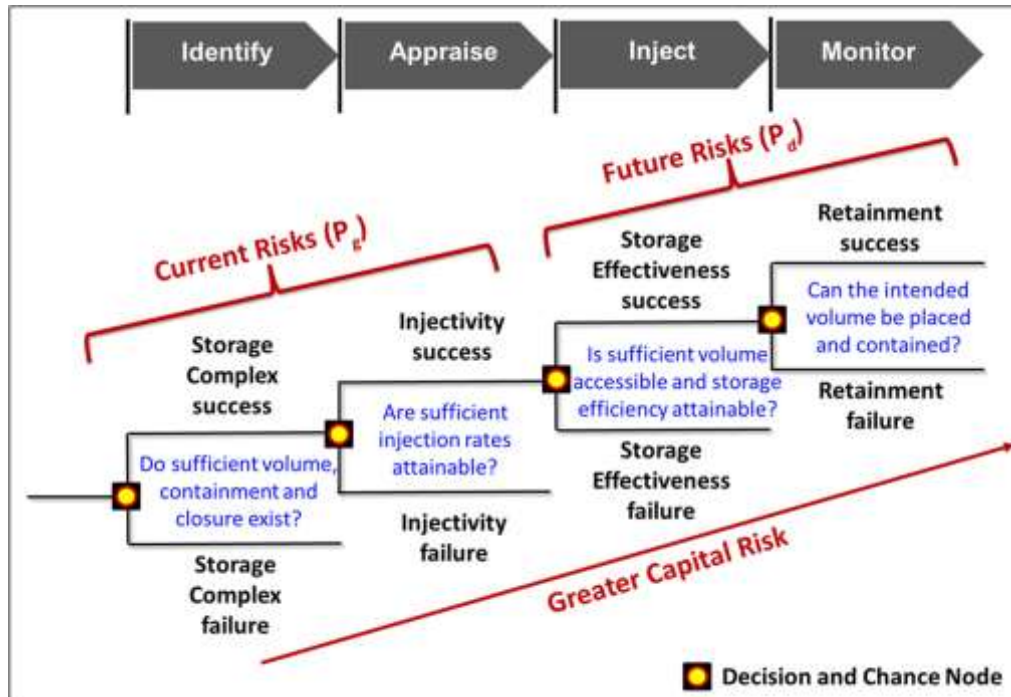 Identify
Appraise
Inject
Monitor
Current Risks (Pg)
Future Risks (Pd)
Storage
Complex
success
Do sufficient volume,
containment and
closure exist?
Storage
Complex
failure
Injectivity
success
Are sufficient
injection rates
attainable?
Injectivity
failure
Storage
Effectiveness
success
Is sufficient volume
accessible and storage
efficiency attainable?
Storage
Effectiveness
failure
Retainment
success
Can the intended
volume be placed
and contained?
Retainment
failure
Greater Capital Risk
Decision and Chance Node